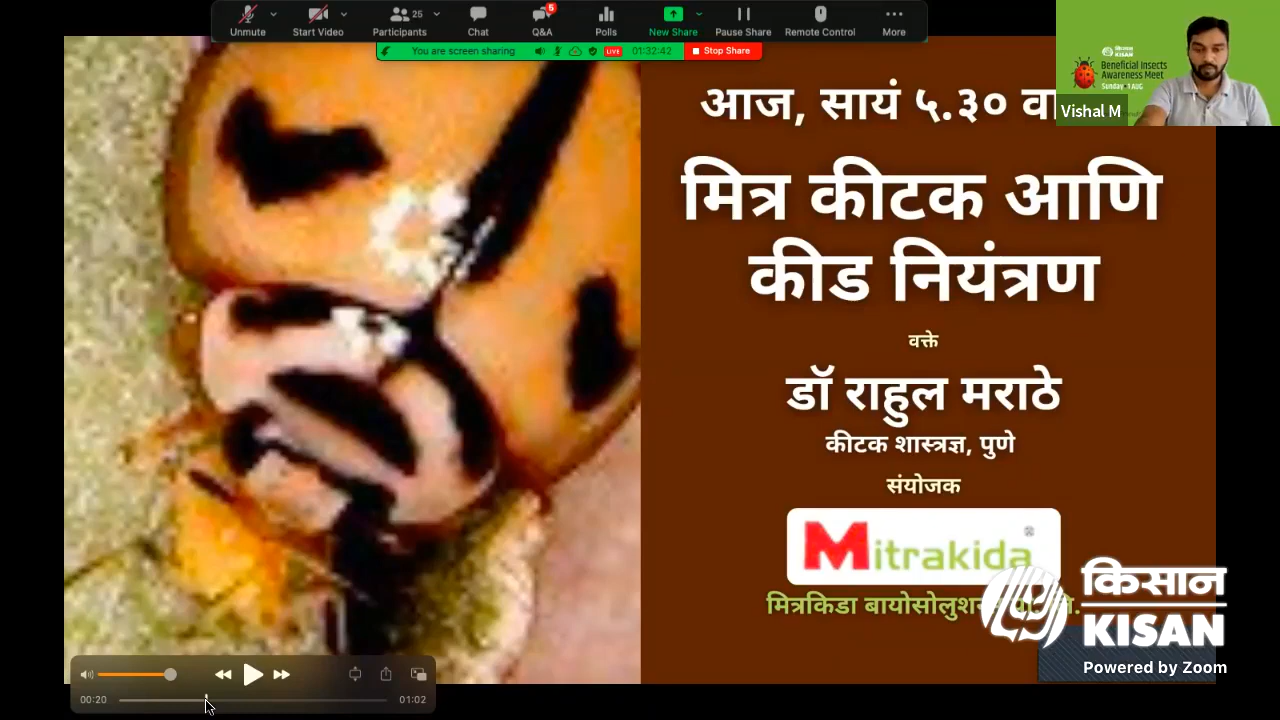 Unmute
Start Video
25
Participants
Chat
5
Q&A
Polls
New Share
Pause Share
Remote Control
More
You are screen sharing
LIVE
01:32:42
Stop Share
किसान
KISAN
Beneficial Insects
Awareness Meet
Vishal M
आज, सायं ५.३०
मित्र कीटक आणि
कीड नियंत्रण
वक्ते
डॉ राहुल मराठे
कीटक शास्त्रज्ञ, पुणे
संयोजक
Mitrakida
मित्रकिडा
किसान
KISAN
Powered by Zoom
00:20
01:02